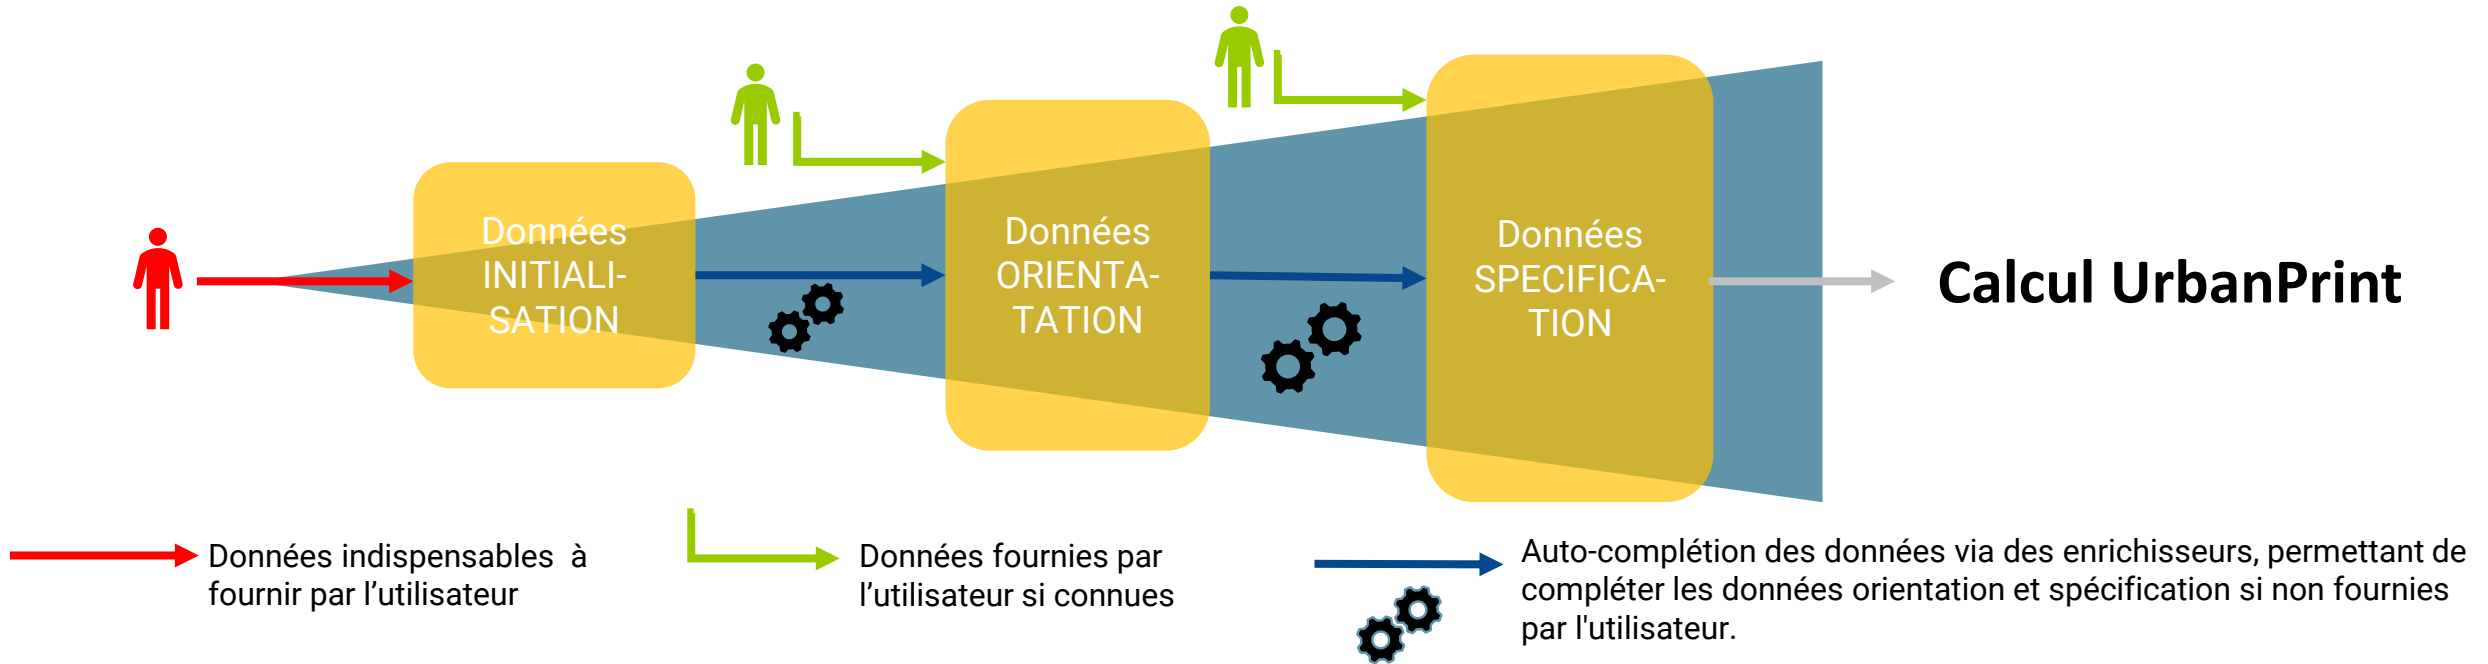 Données
INITIALI-
SATION
Données
ORIENTA-
TATION
Données
SPECIFICA-
TION
Calcul UrbanPrint
Données indispensables  à
fournir par l’utilisateur
Données fournies par
l’utilisateur si connues
Auto-complétion des données via des enrichisseurs, permettant de
compléter les données orientation et spécification si non fournies
par l'utilisateur.